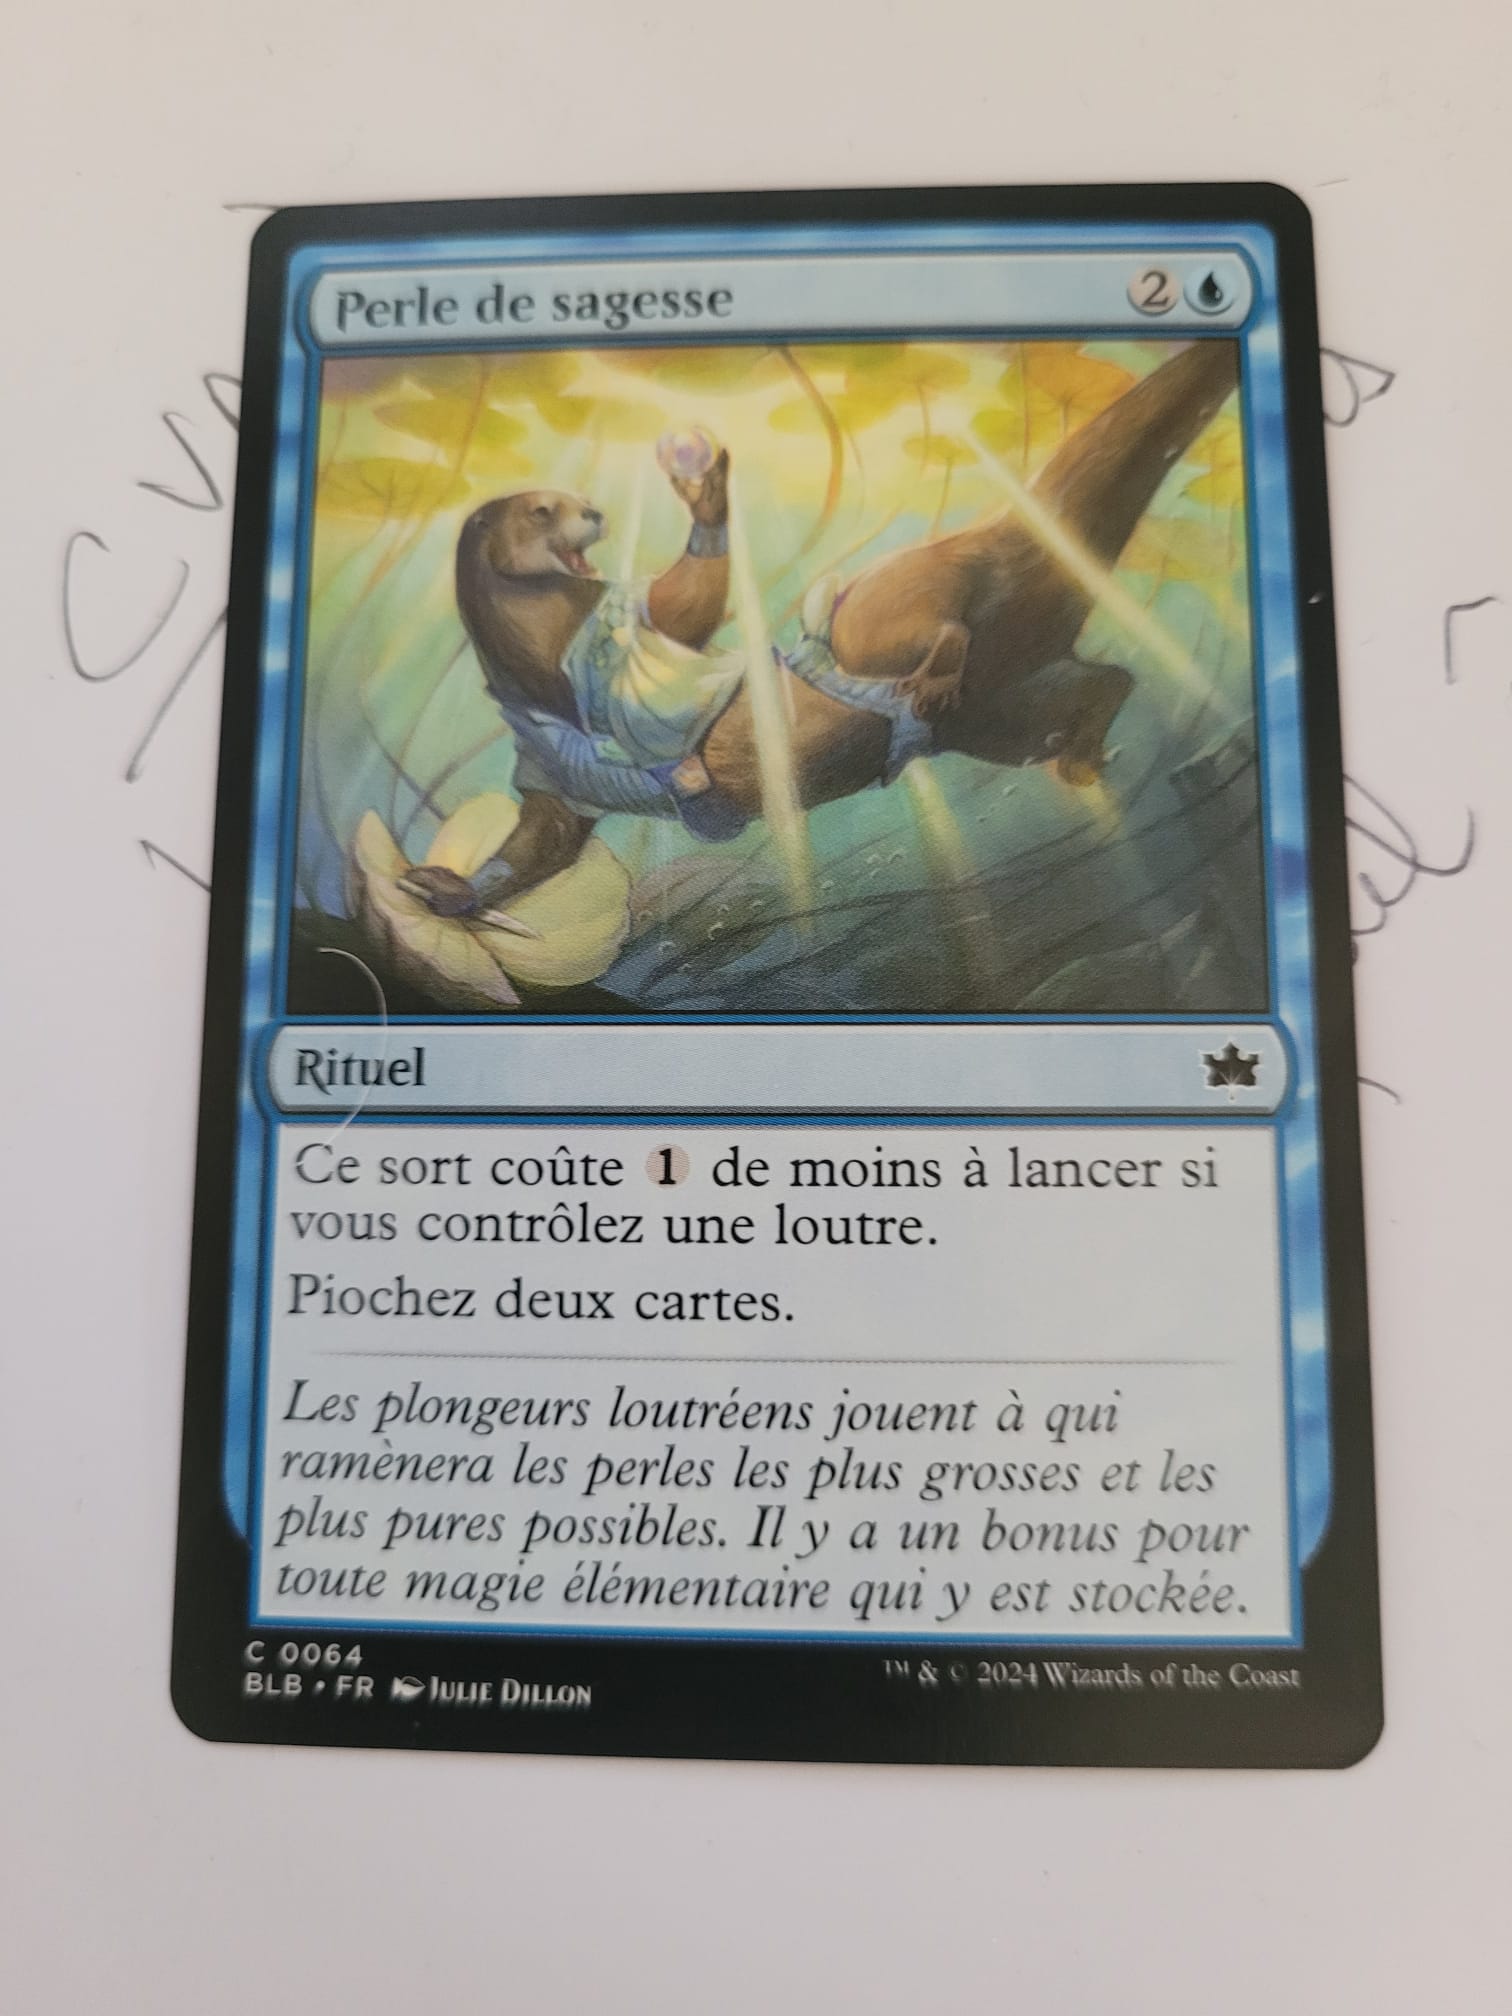 Perle de sagesse 2
Rituel
Ce sort coûte 1 de moins à lancer si
vous contrôlez une loutre.
Piochez deux cartes.
Les plongeurs loutréens jouent à qui
ramènera les perles les plus grosses et les
plus pures possibles. Il y a un bonus pour
toute magie élémentaire qui y est stockée.
C 0064
BLB • FR JULIE DILLON
™ & © 2024 Wizards of the Coast